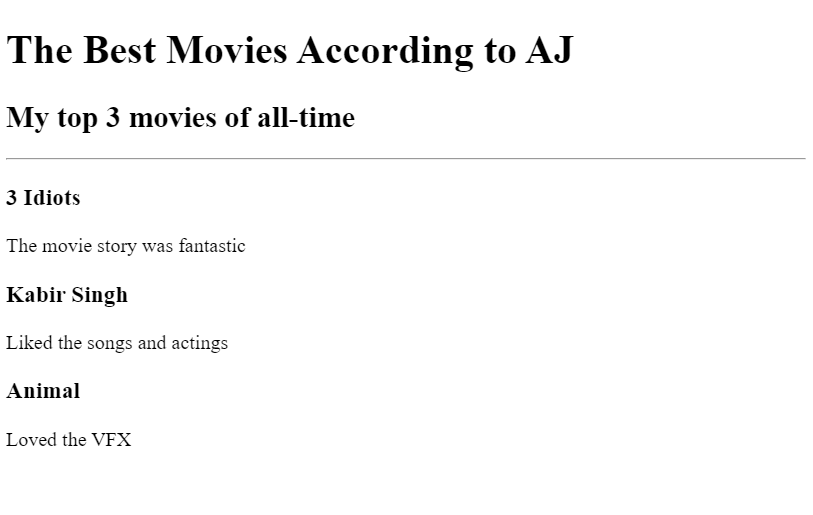 The Best Movies According to AJ
My top 3 movies of all-time
3 Idiots
The movie story was fantastic
Kabir Singh
Liked the songs and actings
Animal
Loved the VFX